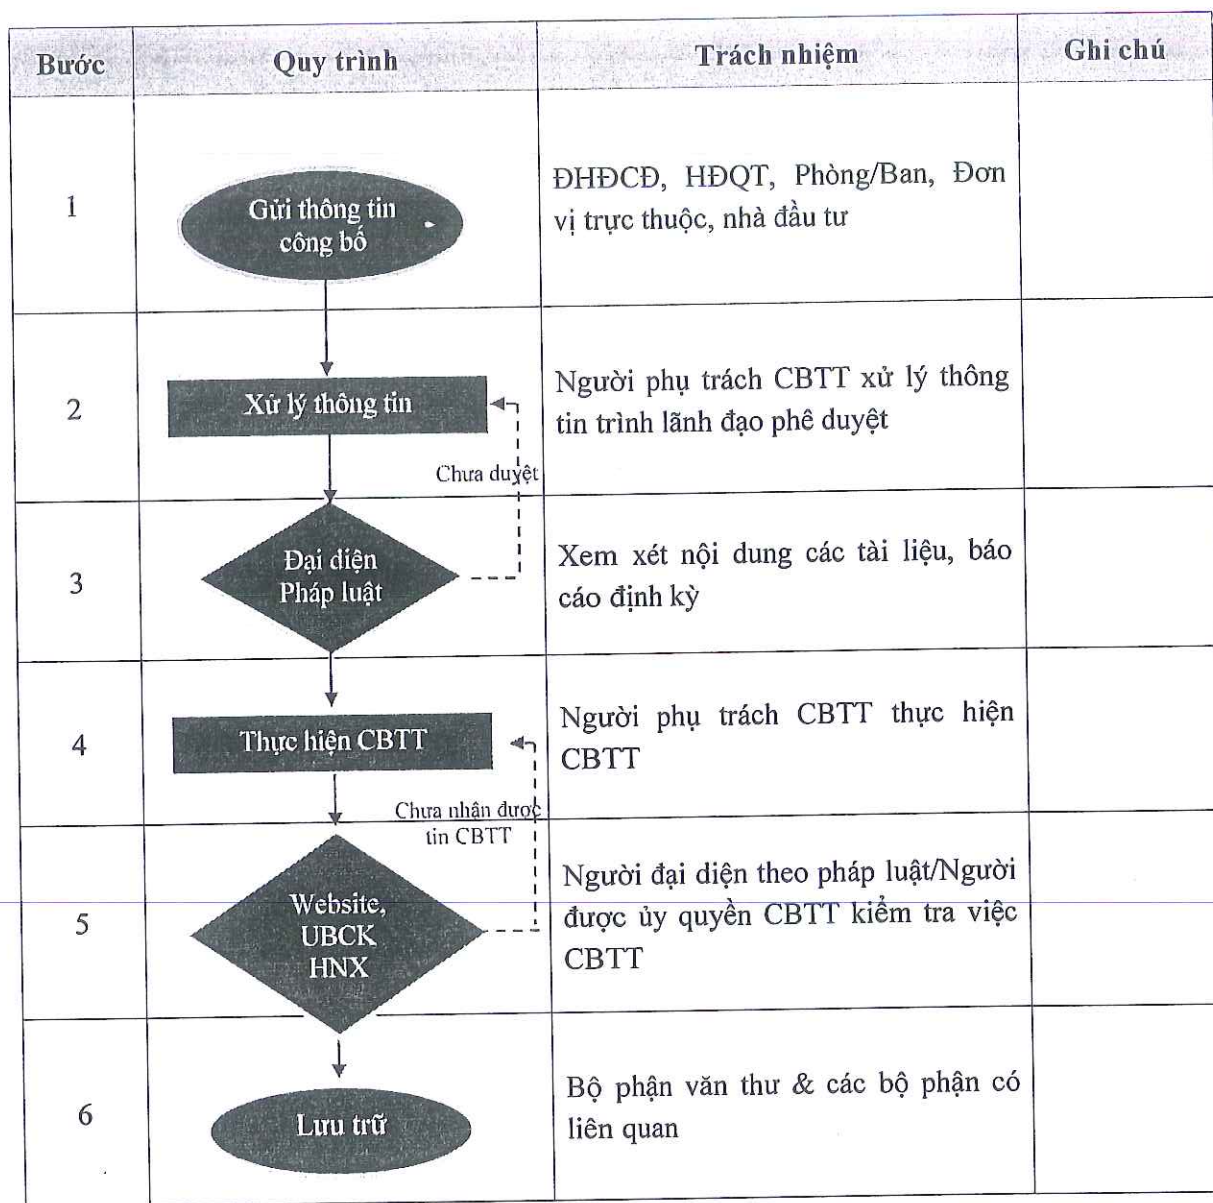 Bước Quy trình Trách nhiệm Ghi chú
1
Gửi thông tin
công bố
ĐHĐCĐ, HĐQT, Phòng/Ban, Đơn
vị trực thuộc, nhà đầu tư
2
Xử lý thông tin
Người phụ trách CBTT xử lý thông
tin trình lãnh đạo phê duyệt
Chưa duyệt
3
Đại diện
Pháp luật
Xem xét nội dung các tài liệu, báo
cáo định kỳ
4
Thực hiện CBTT
Người phụ trách CBTT thực hiện
CBTT
Chưa nhận được
tin CBTT
5
Website,
UBCK
HNX
Người đại diện theo pháp luật/Người
được ủy quyền CBTT kiểm tra việc
CBTT
6
Lưu trữ
Bộ phận văn thư & các bộ phận có
liên quan